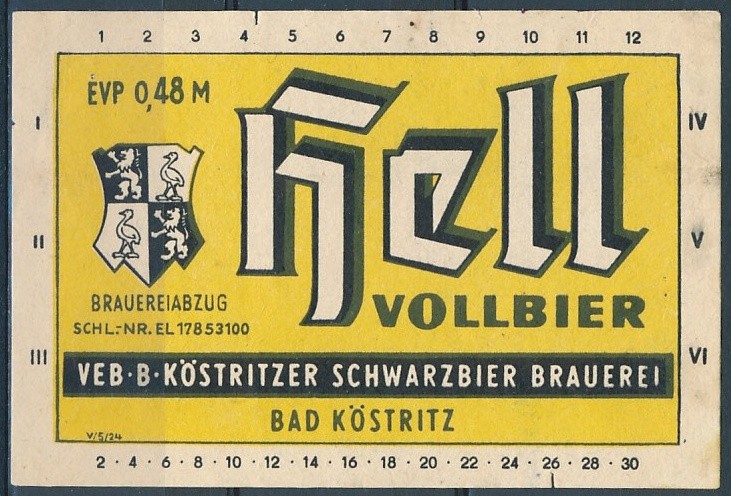 1 2 3 4 5 6 7 8 9 10 11 12
EVP 0,48 M
Hell
I
IV
II
V
BRAUEREIABZUG
VOLLBIER
SCHL.-NR. EL 17853100
III
VI
VEB·B·KÖSTRITZER SCHWARZBIER BRAUEREI
BAD KÖSTRITZ
V/5/24
2 · 4 · 6 · 8 · 10 · 12 · 14 · 16 · 18 · 20 · 22 · 24 · 26 · 28 · 30